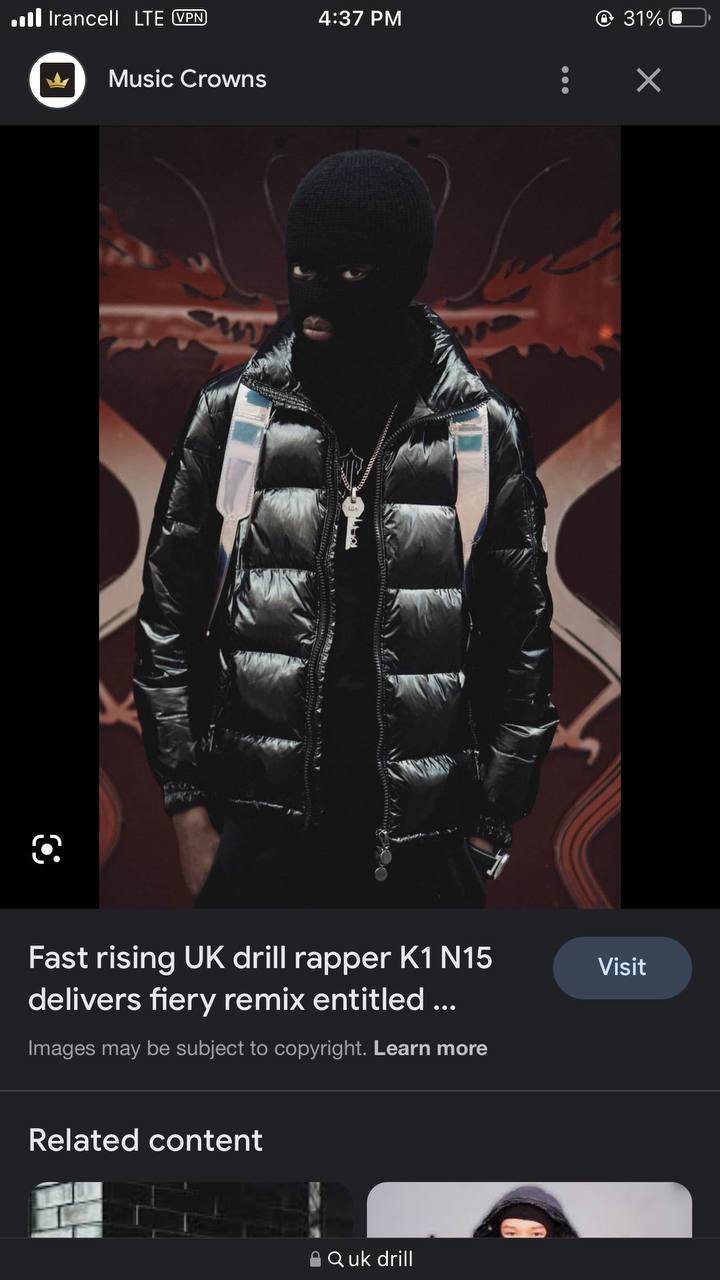 Irancell LTE VPN 4:37 PM 31%
Music Crowns
Fast rising UK drill rapper K1 N15
delivers fiery remix entitled ...
Visit
Images may be subject to copyright. Learn more
Related content
uk drill